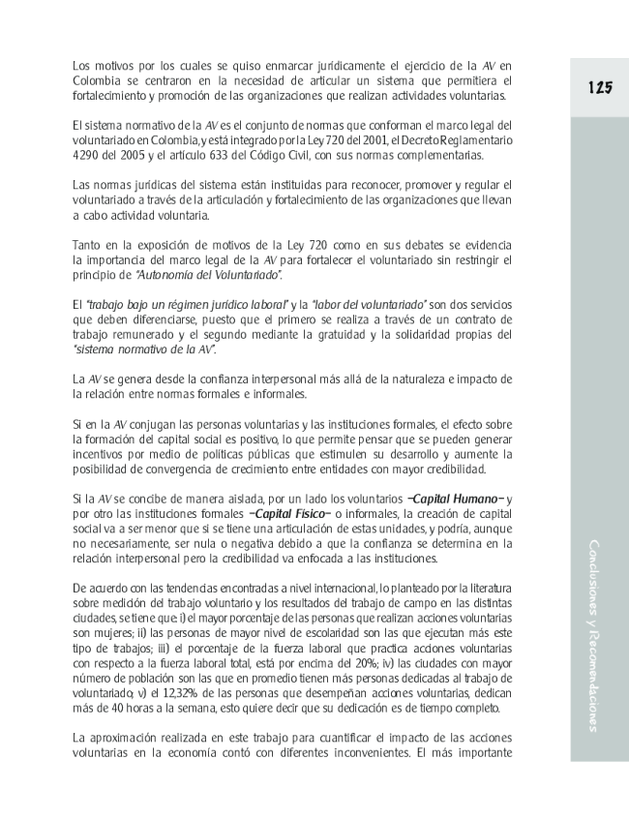 Los motivos por los cuales se quiso enmarcar jurídicamente el ejercicio de la AV en
Colombia se centraron en la necesidad de articular un sistema que permitiera el
fortalecimiento y promoción de las organizaciones que realizan actividades voluntarias.
El sistema normativo de la AV es el conjunto de normas que conforman el marco legal del
voluntariado en Colombia, y está integrado por la Ley 720 del 2001, el Decreto Reglamentario
4290 del 2005 y el artículo 633 del Código Civil, con sus normas complementarias.
Las normas jurídicas del sistema están instituidas para reconocer, promover y regular el
voluntariado a través de la articulación y fortalecimiento de las organizaciones que llevan
a cabo actividad voluntaria.
Tanto en la exposición de motivos de la Ley 720 como en sus debates se evidencia
la importancia del marco legal de la AV para fortalecer el voluntariado sin restringir el
principio de “Autonomía del Voluntariado”.
El “trabajo bajo un régimen jurídico laboral” y la “labor del voluntariado” son dos servicios
que deben diferenciarse, puesto que el primero se realiza a través de un contrato de
trabajo remunerado y el segundo mediante la gratuidad y la solidaridad propias del
“sistema normativo de la AV”.
La AV se genera desde la confianza interpersonal más allá de la naturaleza e impacto de
la relación entre normas formales e informales.
Si en la AV conjugan las personas voluntarias y las instituciones formales, el efecto sobre
la formación del capital social es positivo, lo que permite pensar que se pueden generar
incentivos por medio de políticas públicas que estimulen su desarrollo y aumente la
posibilidad de convergencia de crecimiento entre entidades con mayor credibilidad.
Si la AV se concibe de manera aislada, por un lado los voluntarios –Capital Humano– y
por otro las instituciones formales –Capital Físico– o informales, la creación de capital
social va a ser menor que si se tiene una articulación de estas unidades, y podría, aunque
no necesariamente, ser nula o negativa debido a que la confianza se determina en la
relación interpersonal pero la credibilidad va enfocada a las instituciones.
De acuerdo con las tendencias encontradas a nivel internacional, lo planteado por la literatura
sobre medición del trabajo voluntario y los resultados del trabajo de campo en las distintas
ciudades, se tiene que: i) el mayor porcentaje de las personas que realizan acciones voluntarias
son mujeres; ii) las personas de mayor nivel de escolaridad son las que ejecutan más este
tipo de trabajos; iii) el porcentaje de la fuerza laboral que practica acciones voluntarias
con respecto a la fuerza laboral total, está por encima del 20%; iv) las ciudades con mayor
número de población son las que en promedio tienen más personas dedicadas al trabajo de
voluntariado; v) el 12,32% de las personas que desempeñan acciones voluntarias, dedican
más de 40 horas a la semana, esto quiere decir que su dedicación es de tiempo completo.
La aproximación realizada en este trabajo para cuantificar el impacto de las acciones
voluntarias en la economía contó con diferentes inconvenientes. El más importante
125
Conclusiones y Recomendaciones